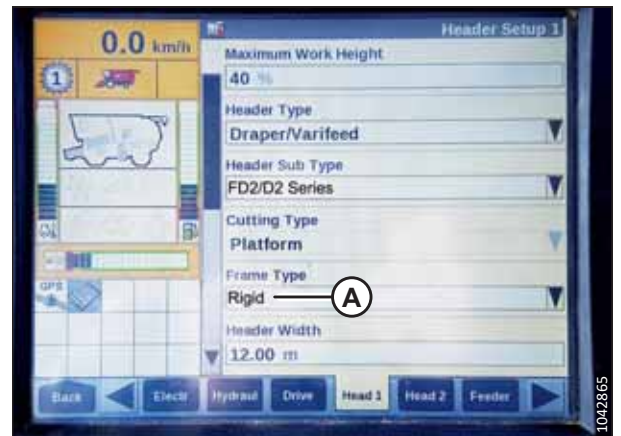 0.0 km/h
Header Setup 1
1
Maximum Work Height
40 %
Header Type
Draper/Varifeed
Header Sub Type
FD2/D2 Series
Cutting Type
Platform
Frame Type
Rigid
A
GPS
Header Width
12.00 m
Back
Electr
Hydraul
Drive
Head 1
Head 2
Feeder
1042865